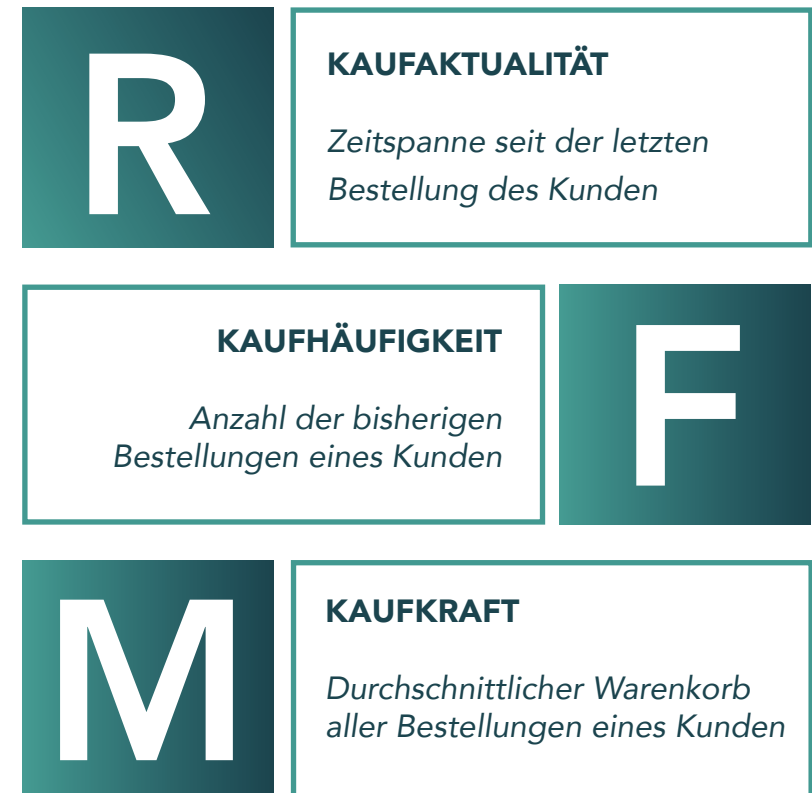 R
KAUFAKTUALITÄT
Zeitspanne seit der letzten
Bestellung des Kunden
KAUFHÄUFIGKEIT
Anzahl der bisherigen
Bestellungen eines Kunden
F
M
KAUFKRAFT
Durchschnittlicher Warenkorb
aller Bestellungen eines Kunden